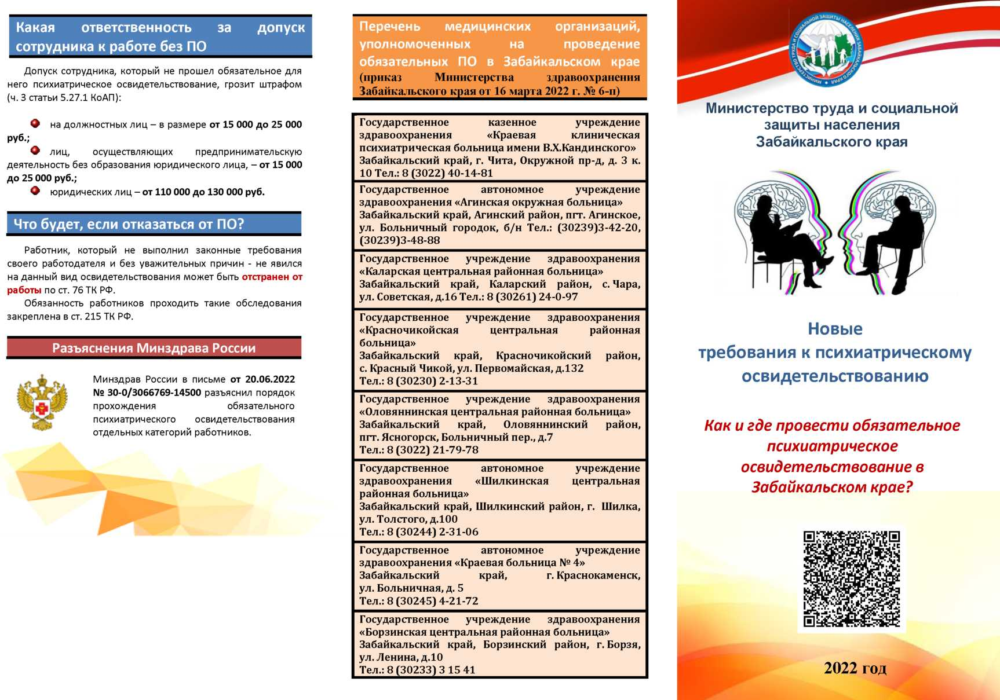 Какая ответственность за допуск
сотрудника к работе без ПО
Допуск сотрудника, который не прошел обязательное для
него психиатрическое освидетельствование, грозит штрафом
(ч. 3 статьи 5.27.1 КоАП):
на должностных лиц – в размере от 15 000 до 25 000
руб.;
лиц, осуществляющих предпринимательскую
деятельность без образования юридического лица, – от 15 000
до 25 000 руб.;
юридических лиц – от 110 000 до 130 000 руб.
Что будет, если отказаться от ПО?
Работник, который не выполнил законные требования
своего работодателя и без уважительных причин - не явился
на данный вид освидетельствования может быть отстранен от
работы по ст. 76 ТК РФ.
Обязанность работников проходить такие обследования
закреплена в ст. 215 ТК РФ.
Разъяснения Минздрава России
Минздрав России в письме от 20.06.2022
№ 30-0/3066769-14500 разъяснил порядок
прохождения обязательного
психиатрического освидетельствования
отдельных категорий работников.
Перечень медицинских организаций,
уполномоченных на проведение
обязательных ПО в Забайкальском крае
(приказ Министерства здравоохранения
Забайкальского края от 16 марта 2022 г. № 6-п)
Государственное казенное учреждение
здравоохранения «Краевая клиническая
психиатрическая больница имени В.Х.Кандинского»
Забайкальский край, г. Чита, Окружной пр-д, д. 3 к.
10 Тел.: 8 (3022) 40-14-81
Государственное автономное учреждение
здравоохранения «Агинская окружная больница»
Забайкальский край, Агинский район, пгт. Агинское,
ул. Больничный городок, б/н Тел.: (30239)3-42-20,
(30239)3-48-88
Государственное учреждение здравоохранения
«Каларская центральная районная больница»
Забайкальский край, Каларский район, с. Чара,
ул. Советская, д.16 Тел.: 8 (30261) 24-0-97
Государственное учреждение здравоохранения
«Красночикойская центральная районная
больница»
Забайкальский край, Красночикойский район,
с. Красный Чикой, ул. Первомайская, д.132
Тел.: 8 (30230) 2-13-31
Государственное учреждение здравоохранения
«Оловяннинская центральная районная больница»
Забайкальский край, Оловяннинский район,
пгт. Ясногорск, Больничный пер., д.7
Тел.: 8 (3022) 21-79-78
Государственное автономное учреждение
здравоохранения «Шилкинская центральная
районная больница»
Забайкальский край, Шилкинский район, г. Шилка,
ул. Толстого, д.100
Тел.: 8 (30244) 2-31-06
Государственное автономное учреждение
здравоохранения «Краевая больница № 4»
Забайкальский край, г. Краснокаменск,
ул. Больничная, д. 5
Тел.: 8 (30245) 4-21-72
Государственное учреждение здравоохранения
«Борзинская центральная районная больница»
Забайкальский край, Борзинский район, г. Борзя,
ул. Ленина, д.10
Тел.: 8 (30233) 3 15 41
МИНИСТЕРСТВО ТРУДА И СОЦИАЛЬНОЙ ЗАЩИТЫ НАСЕЛЕНИЯ ЗАБАЙКАЛЬСКОГО КРАЯ
Министерство труда и социальной
защиты населения
Забайкальского края
Новые
требования к психиатрическому
освидетельствованию
Как и где провести обязательное
психиатрическое
освидетельствование в
Забайкальском крае?
2022 год